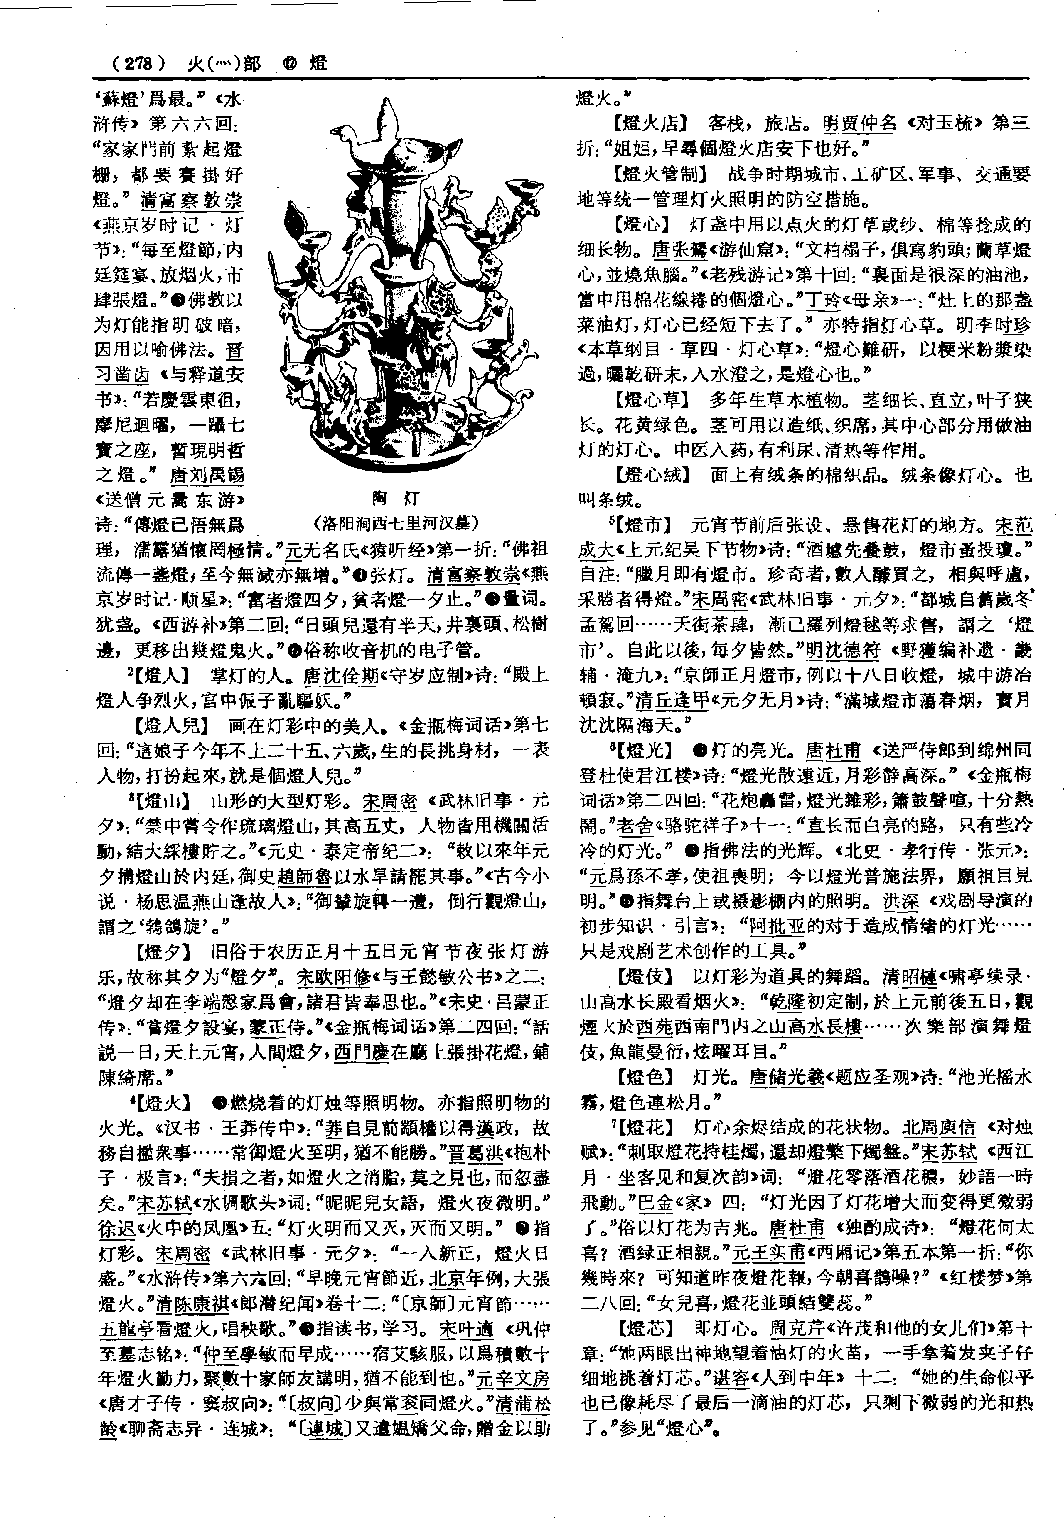 （278） 火(灬)部 ⑫ 燈
‘蘇燈’爲最。”《水
浒传》第六六回：
“家家門前紮起燈
棚，都要賽掛好
燈。”清富察敦崇
《燕京岁时记·灯
节》：“每至燈節，内
廷筵宴、放烟火，市
肆張燈。”❸佛教以
为灯能指明破暗，
因用以喻佛法。晋
习凿齿《与释道安
书》：“若慶雲東徂，
摩尼迴曜，一躡七
寳之座，暫現明哲
之燈。”唐刘禹锡
《送僧元暠东游》
诗：“傳燈已悟無爲
理，濡露猶懷罔極情。”元无名氏《猿听经》第一折：“佛祖
流傳一盞燈，至今無滅亦無增。”❹张灯。清富察敦崇《燕
京岁时记·顺星》：“富者燈四夕，貧者燈一夕止。”❺量词。
犹盏。《西游补》第二回：“日頭兒還有半天，井裏頭、松樹
邊，更移出幾燈鬼火。”❻俗称收音机的电子管。
²【燈人】 掌灯的人。唐沈佺期《守岁应制》诗：“殿上
燈人争烈火，宫中侲子亂驅妖。”
【燈人兒】 画在灯彩中的美人。《金瓶梅词话》第七
回：“這娘子今年不上二十五、六歲，生的長挑身材，一表
人物，打扮起來，就是個燈人兒。”
³【燈山】 山形的大型灯彩。宋周密《武林旧事·元
夕》：“禁中嘗令作琉璃燈山，其高五丈，人物皆用機關活
動，結大綵樓貯之。”《元史·泰定帝纪二》：“敕以來年元
夕搆燈山於内廷，御史趙師魯以水旱請罷其事。”《古今小
说·杨思温燕山逢故人》：“御輦旋轉一遭，倒行觀燈山，
謂之‘鵓鴿旋’。”
【燈夕】 旧俗于农历正月十五日元宵节夜张灯游
乐，故称其夕为“燈夕”。宋欧阳修《与王懿敏公书》之二：
“燈夕却在李端愨家爲會，諸君皆奉思也。”《宋史·吕蒙正
传》：“嘗燈夕設宴，蒙正侍。”《金瓶梅词话》第二四回：“話
説一日，天上元宵，人間燈夕，西門慶在廳上張掛花燈，鋪
陳綺席。”
⁴【燈火】 ❶燃烧着的灯烛等照明物。亦指照明物的
火光。《汉书·王莽传中》：“莽自見前顓權以得漢政，故
務自㩜衆事……常御燈火至明，猶不能勝。”晋葛洪《抱朴
子·极言》：“夫损之者，如燈火之消脂，莫之見也，而忽盡
矣。”宋苏轼《水调歌头》词：“昵昵兒女語，燈火夜微明。”
徐迟《火中的凤凰》五：“灯火明而又灭，灭而又明。”❷指
灯彩。宋周密《武林旧事·元夕》：“一入新正，燈火日
盛。”《水浒传》第六六回：“早晚元宵節近，北京年例，大張
燈火。”清陈康祺《郎潜纪闻》卷十二：“〔京師〕元宵節……
五龍亭看燈火，唱秧歌。”❸指读书，学习。宋叶適《巩仲
至墓志铭》：“仲至學敏而早成……宿艾駭服，以爲積數十
年燈火勤力，聚數十家師友講明，猶不能到也。”元辛文房
《唐才子传·窦叔向》：“〔叔向〕少與常衮同燈火。”清蒲松
龄《聊斋志异·连城》：“〔連城〕又遣媪矯父命，贈金以助
陶 灯
（洛阳涧西七里河汉墓）
燈火。”
【燈火店】 客栈，旅店。明贾仲名《对玉梳》第三
折：“姐姐，早尋個燈火店安下也好。”
【燈火管制】 战争时期城市、工矿区、军事、交通要
地等统一管理灯火照明的防空措施。
【燈心】 灯盏中用以点火的灯草或纱、棉等捻成的
细长物。唐张鷟《游仙窟》：“文柏榻子，俱寫豹頭；蘭草燈
心，並燒魚腦。”《老残游记》第十回：“裏面是很深的油池，
當中用棉花線捲的個燈心。”丁玲《母亲》一：“灶上的那盏
菜油灯，灯心已经短下去了。”亦特指灯心草。明李时珍
《本草纲目·草四·灯心草》：“燈心難研，以粳米粉漿染
過，曬乾研末，入水澄之，是燈心也。”
【燈心草】 多年生草本植物。茎细长、直立，叶子狭
长。花黄绿色。茎可用以造纸、织席，其中心部分用做油
灯的灯心。中医入药，有利尿、清热等作用。
【燈心絨】 面上有绒条的棉织品。绒条像灯心。也
叫条绒。
⁵【燈市】 元宵节前后张设、悬售花灯的地方。宋范
成大《上元纪吴下节物》诗：“酒壚先叠鼓，燈市蚤投瓊。”
自注：“臘月即有燈市。珍奇者，數人醵買之，相與呼盧，
采勝者得燈。”宋周密《武林旧事·元夕》：“都城自舊歲冬
孟駕回……天街茶肆，漸已羅列燈毬等求售，謂之‘燈
市’。自此以後，每夕皆然。”明沈德符《野獲编补遗·畿
辅·淹九》：“京師正月燈市，例以十八日收燈，城中游冶
頓寂。”清丘逢甲《元夕无月》诗：“滿城燈市蕩春烟，寶月
沈沈隔海天。”
⁶【燈光】 ❶灯的亮光。唐杜甫《送严侍郎到绵州同
登杜使君江楼》诗：“燈光散遠近，月彩靜高深。”《金瓶梅
词话》第二四回：“花炮轟雷，燈光雜彩，簫鼓聲喧，十分熱
鬧。”老舍《骆驼祥子》十一：“直长而白亮的路，只有些冷
冷的灯光。”❷指佛法的光辉。《北史·孝行传·张元》：
“元爲孫不孝，使祖喪明；今以燈光普施法界，願祖目見
明。”❸指舞台上或摄影棚内的照明。洪深《戏剧导演的
初步知识·引言》：“阿批亚的对于造成情绪的灯光……
只是戏剧艺术创作的工具。”
【燈伎】 以灯彩为道具的舞蹈。清昭槤《啸亭续录·
山高水长殿看烟火》：“乾隆初定制，於上元前後五日，觀
煙火於西苑西南門内之山高水長樓……次樂部演舞燈
伎，魚龍曼衍，炫曜耳目。”
【燈色】 灯光。唐储光羲《题应圣观》诗：“池光摇水
霧，燈色連松月。”
⁷【燈花】 灯心余烬结成的花状物。北周庾信《对烛
赋》：“刺取燈花持桂燭，還却燈檠下燭盤。”宋苏轼《西江
月·坐客见和复次韵》词：“燈花零落酒花穠，妙語一時
飛動。”巴金《家》四：“灯光因了灯花增大而变得更微弱
了。”俗以灯花为吉兆。唐杜甫《独酌成诗》：“燈花何太
喜？酒緑正相親。”元王实甫《西厢记》第五本第一折：“你
幾時來？可知道昨夜燈花報，今朝喜鵲噪？”《红楼梦》第
二八回：“女兒喜，燈花並頭結雙蕊。”
【燈芯】 即灯心。周克芹《许茂和他的女儿们》第十
章：“她两眼出神地望着油灯的火苗，一手拿着发夹子仔
细地挑着灯芯。”谌容《人到中年》十二：“她的生命似乎
也已像耗尽了最后一滴油的灯芯，只剩下微弱的光和热
了。”参见“燈心”。